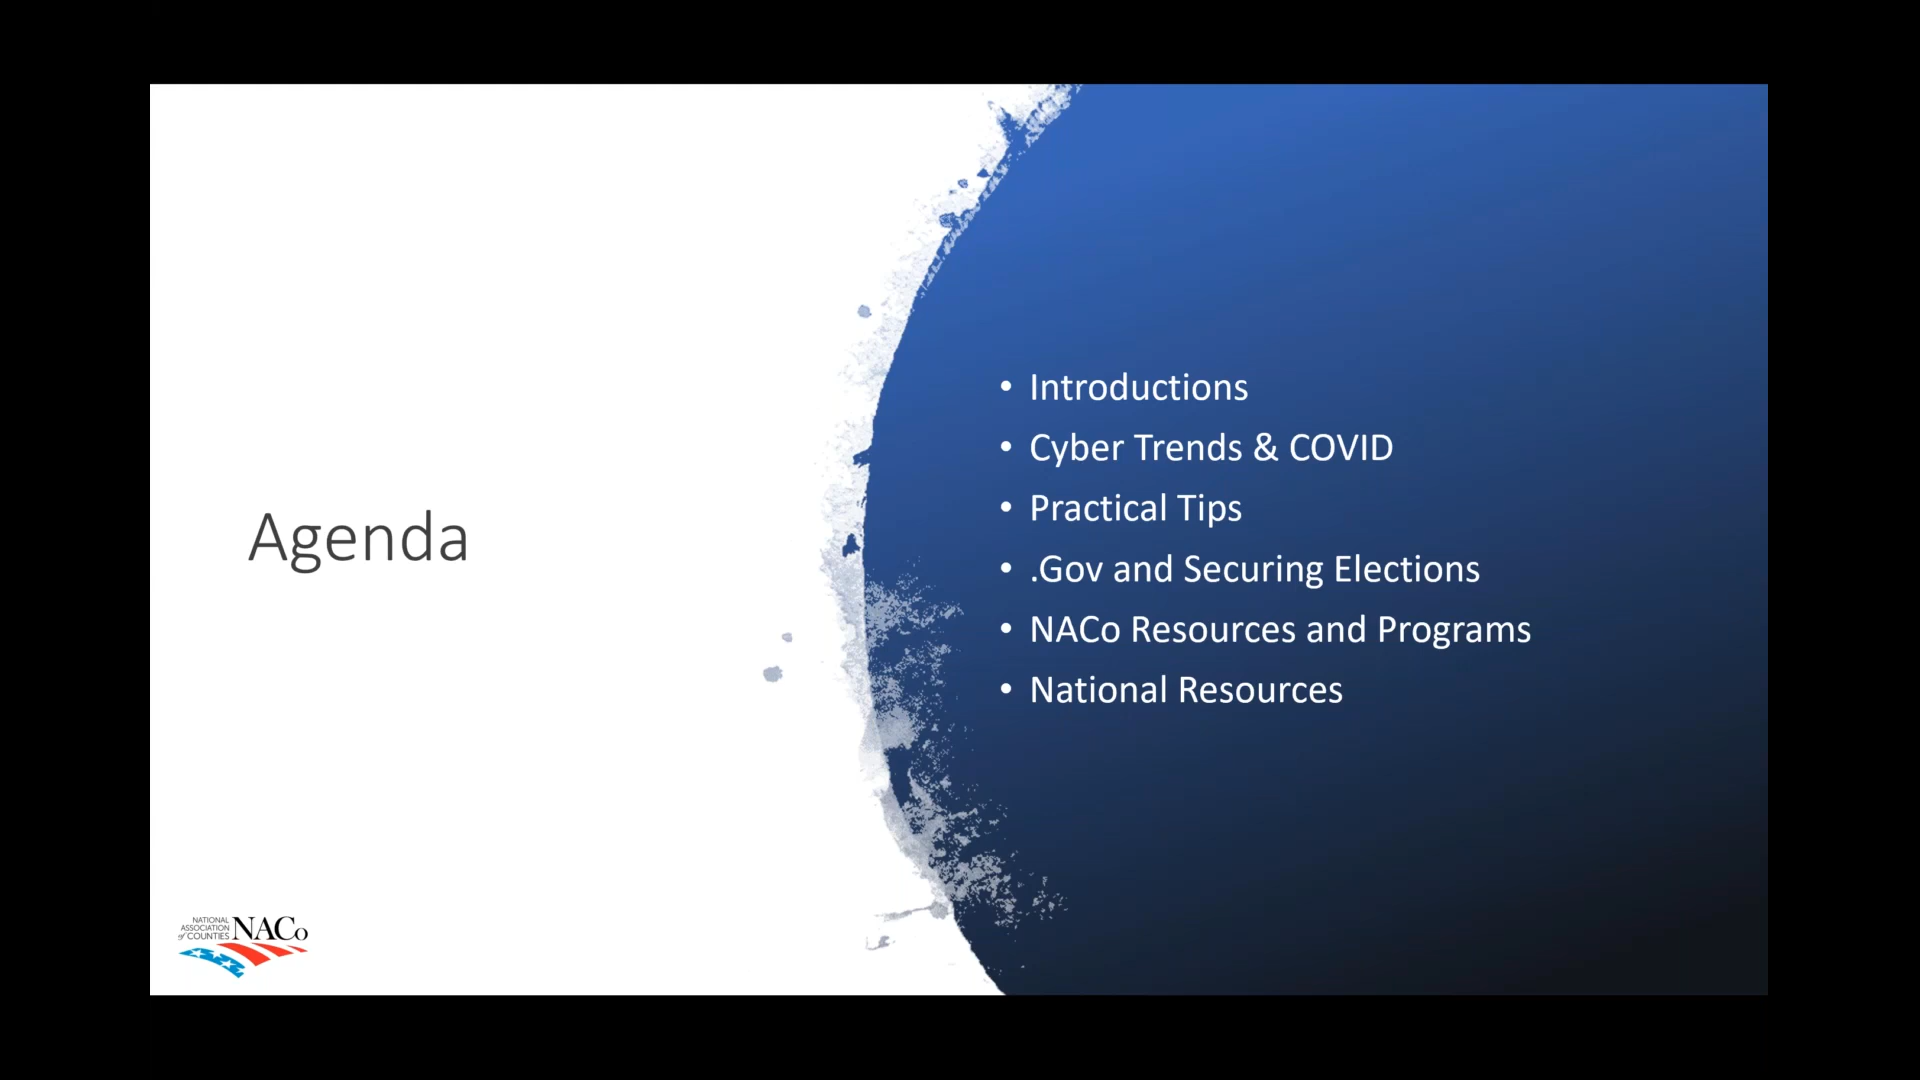 Agenda
• Introductions
• Cyber Trends & COVID
• Practical Tips
• .Gov and Securing Elections
• NACo Resources and Programs
• National Resources
NATIONAL
ASSOCIATION
of COUNTIES
NACo